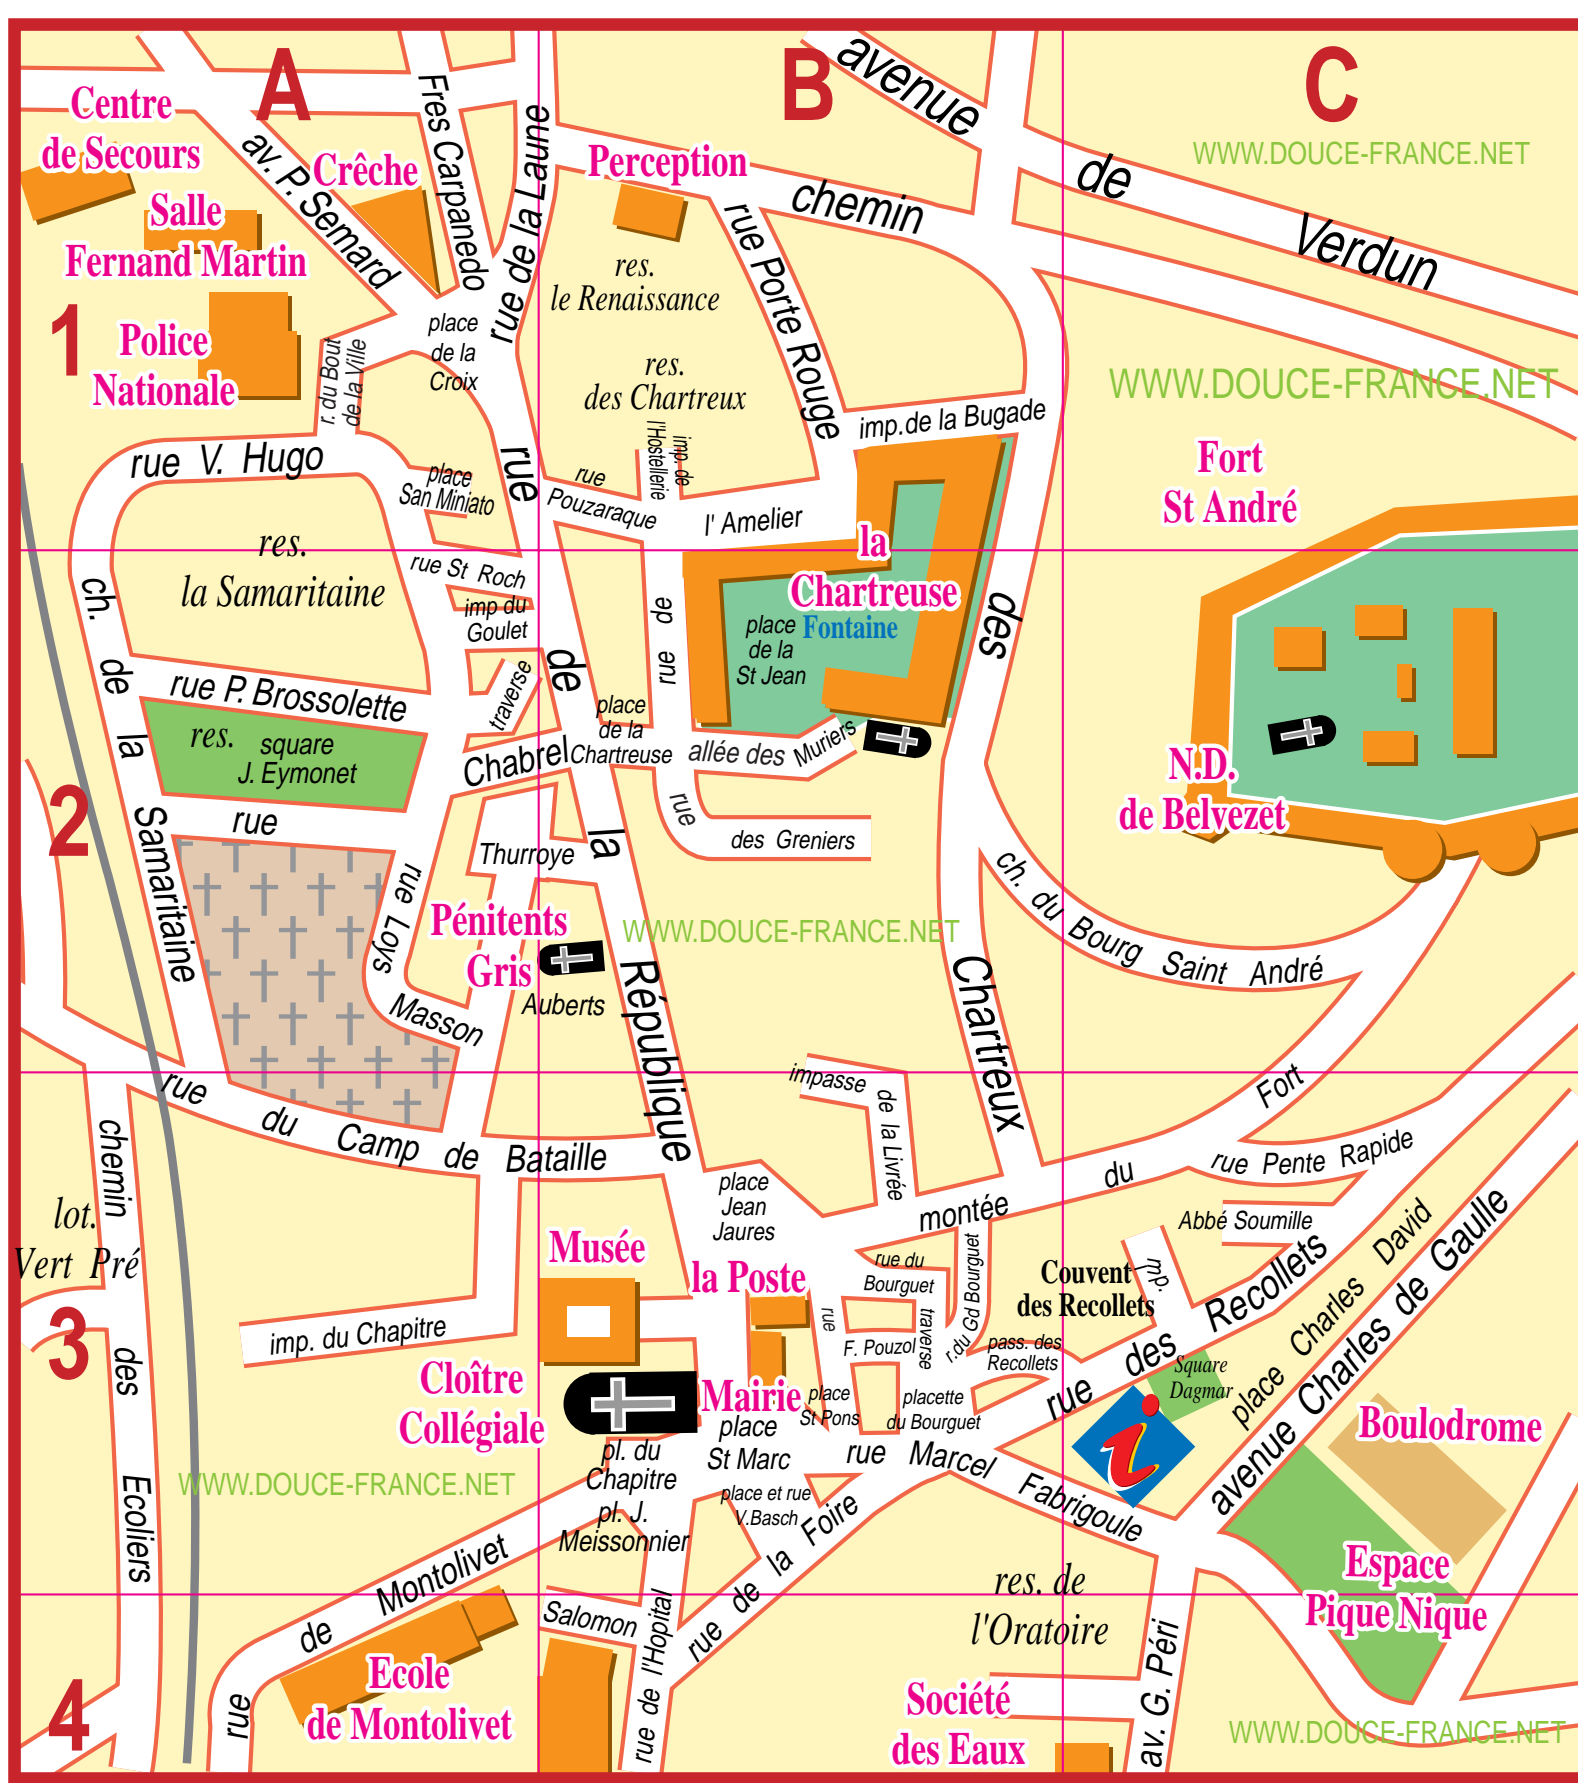 A
B
C
1
2
3
4
Centre
de Secours
Salle
Fernand Martin
Police
Nationale
Crêche
av. P. Semard
Fres Carpanedo
rue de la Laune
Perception
avenue
de
Verdun
chemin
WWW.DOUCE-FRANCE.NET
WWW.DOUCE-FRANCE.NET
res.
le Renaissance
res.
des Chartreux
rue Porte Rouge
place
de la
Croix
r. du Bout
de la Ville
rue V. Hugo
place
San Miniato
rue
rue
Pouzaraque
imp. de
l'Hostellerie
l' Amelier
imp.de la Bugade
Fort
St André
la
Chartreuse
Fontaine
place
de la
St Jean
des
res.
la Samaritaine
rue St Roch
imp du
Goulet
ch.
de
la
Samaritaine
rue P. Brossolette
res.
square
J. Eymonet
traverse
de
rue de
place
de la
Chartreuse
Chabrel
allée des
Muriers
N.D.
de Belvezet
rue
rue
des Greniers
Thurroye
la
rue Loys
Masson
Pénitents
Gris
Auberts
WWW.DOUCE-FRANCE.NET
République
Chartreux
ch. du Bourg Saint André
rue
du
Camp
de
Bataille
impasse
de la Livrée
Fort
du
montée
rue Pente Rapide
Abbé Soumille
chemin
des
Ecoliers
lot.
Vert Pré
place
Jean
Jaures
Musée
la Poste
rue du
Bourguet
r.du Gd Bourguet
traverse
rue
F. Pouzol
Couvent
des Recollets
imp.
pass. des
Recollets
rue des Recollets
Square
Dagmar
place Charles David
avenue Charles de Gaulle
imp. du Chapitre
Cloître
Collégiale
Mairie
place
St Pons
placette
du Bourguet
place
St Marc
rue Marcel Fabrigoule
i
Boulodrome
WWW.DOUCE-FRANCE.NET
pl. du
Chapitre
pl. J.
Meissonnier
place et rue
V.Basch
rue de la Foire
rue de Montolivet
Salomon
rue de l'Hopital
res. de
l'Oratoire
Espace
Pique Nique
Ecole
de Montolivet
Société
des Eaux
av. G. Péri
WWW.DOUCE-FRANCE.NET